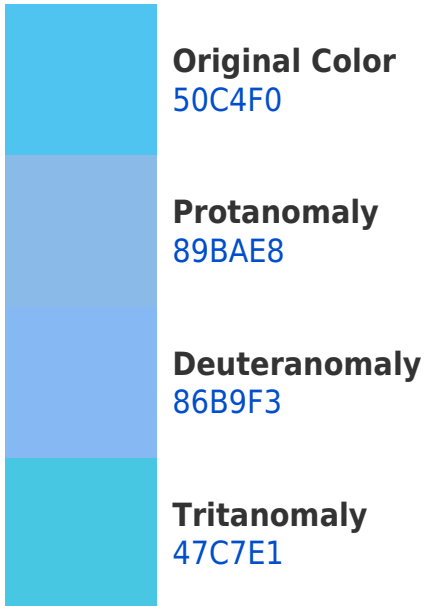 Original Color
50C4F0
Protanomaly
89BAE8
Deuteranomaly
86B9F3
Tritanomaly
47C7E1